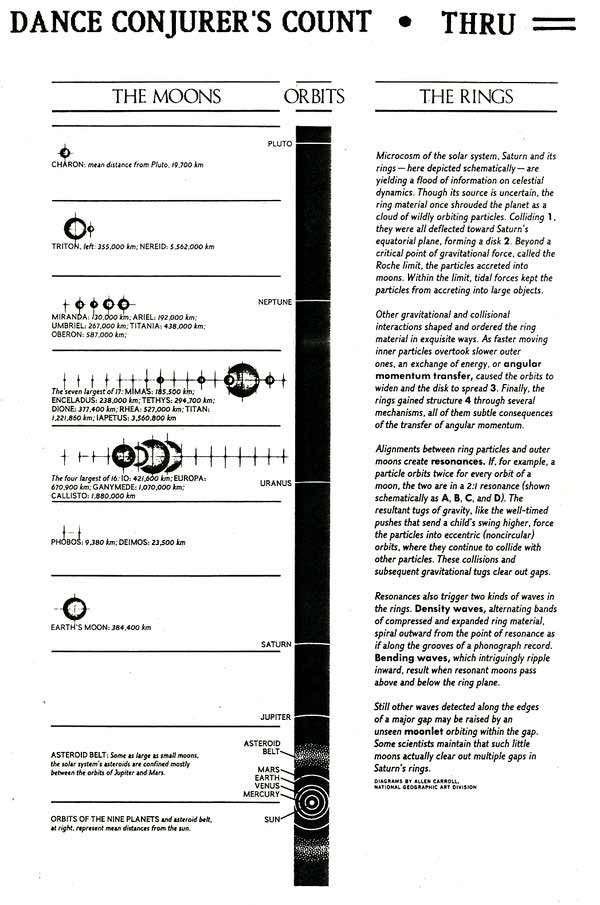 DANCE CONJURER'S COUNT • THRU =
THE MOONS
ORBITS
THE RINGS
PLUTO
CHARON: mean distance from Pluto, 19,700 km
TRITON, left: 355,000 km; NEREID: 5,562,000 km
NEPTUNE
MIRANDA: 130,000 km; ARIEL: 192,000 km;
UMBRIEL: 267,000 km; TITANIA: 438,000 km;
OBERON: 587,000 km;
The seven largest of 17: MIMAS: 185,500 km;
ENCELADUS: 238,000 km; TETHYS: 294,700 km;
DIONE: 377,400 km; RHEA: 527,000 km; TITAN:
1,221,860 km; IAPETUS: 3,560,800 km
The four largest of 16: IO: 421,600 km; EUROPA:
670,900 km; GANYMEDE: 1,070,000 km;
CALLISTO: 1,880,000 km
URANUS
PHOBOS: 9,380 km; DEIMOS: 23,500 km
EARTH'S MOON: 384,400 km
SATURN
JUPITER
ASTEROID
BELT
ASTEROID BELT: Some as large as small moons,
the solar system's asteroids are confined mostly
between the orbits of Jupiter and Mars.
MARS
EARTH
VENUS
MERCURY
SUN
ORBITS OF THE NINE PLANETS and asteroid belt,
at right, represent mean distances from the sun.
Microcosm of the solar system, Saturn and its
rings—here depicted schematically—are
yielding a flood of information on celestial
dynamics. Though its source is uncertain, the
ring material once shrouded the planet as a
cloud of wildly orbiting particles. Colliding 1,
they were all deflected toward Saturn's
equatorial plane, forming a disk 2. Beyond a
critical point of gravitational force, called the
Roche limit, the particles accreted into
moons. Within the limit, tidal forces kept the
particles from accreting into large objects.
Other gravitational and collisional
interactions shaped and ordered the ring
material in exquisite ways. As faster moving
inner particles overtook slower outer
ones, an exchange of energy, or angular
momentum transfer, caused the orbits to
widen and the disk to spread 3. Finally, the
rings gained structure 4 through several
mechanisms, all of them subtle consequences
of the transfer of angular momentum.
Alignments between ring particles and outer
moons create resonances. If, for example, a
particle orbits twice for every orbit of a
moon, the two are in a 2:1 resonance (shown
schematically as A, B, C, and D). The
resultant tugs of gravity, like the well-timed
pushes that send a child's swing higher, force
the particles into eccentric (noncircular)
orbits, where they continue to collide with
other particles. These collisions and
subsequent gravitational tugs clear out gaps.
Resonances also trigger two kinds of waves in
the rings. Density waves, alternating bands
of compressed and expanded ring material,
spiral outward from the point of resonance as
if along the grooves of a phonograph record.
Bending waves, which intriguingly ripple
inward, result when resonant moons pass
above and below the ring plane.
Still other waves detected along the edges
of a major gap may be raised by an
unseen moonlet orbiting within the gap.
Some scientists maintain that such little
moons actually clear out multiple gaps in
Saturn's rings.
DIAGRAMS BY ALLEN CARROLL,
NATIONAL GEOGRAPHIC ART DIVISION